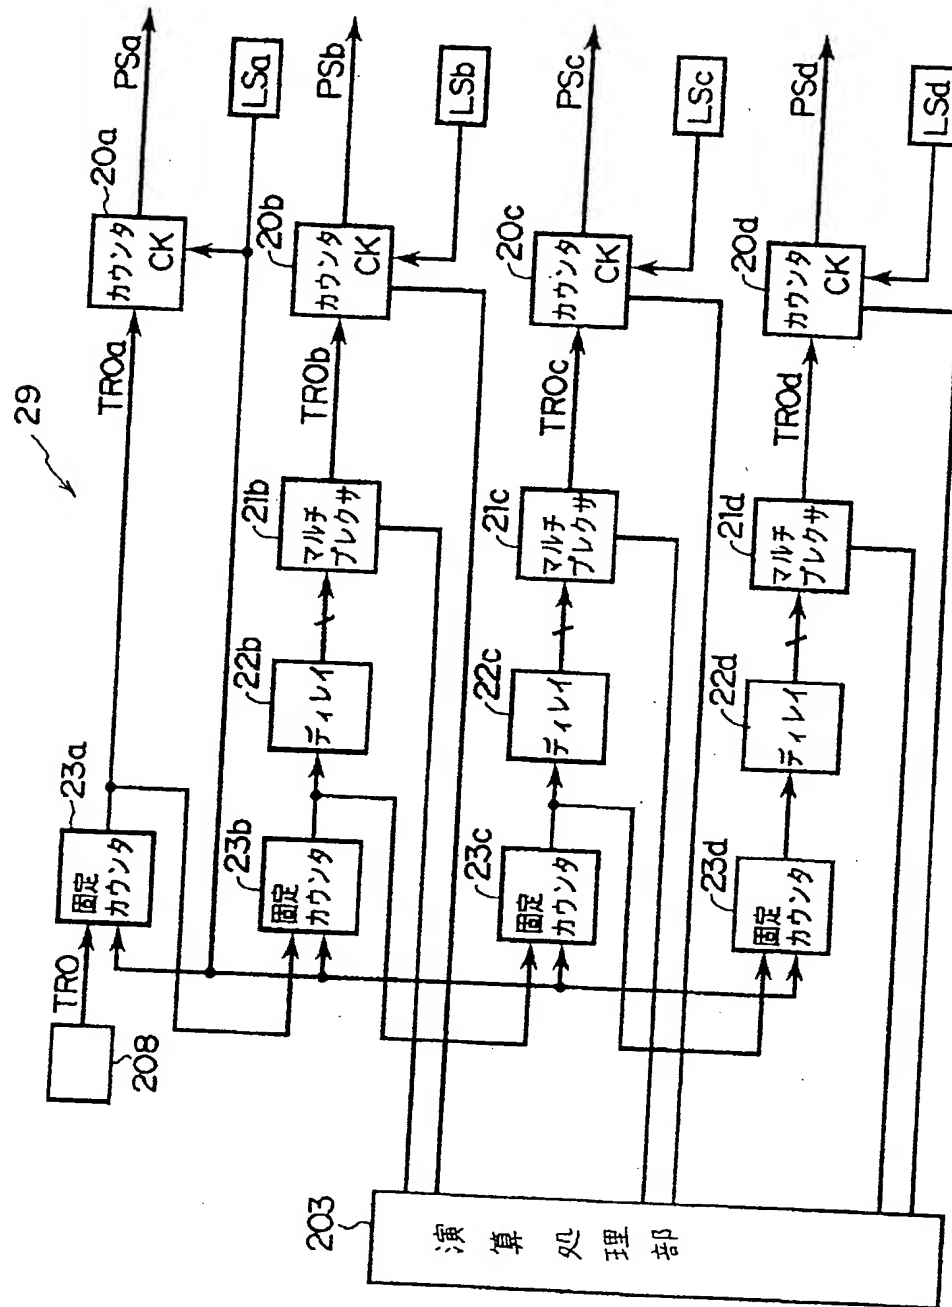 29
208
TRO
23a
固定
カウンタ
TROa
20a
カウンタ
CK
PSa
LSa
23b
固定
カウンタ
22b
ディレイ
21b
マルチ
プレクサ
TROb
20b
カウンタ
CK
PSb
LSb
23c
固定
カウンタ
22c
ディレイ
21c
マルチ
プレクサ
TROc
20c
カウンタ
CK
PSc
LSc
23d
固定
カウンタ
22d
ディレイ
21d
マルチ
プレクサ
TROd
20d
カウンタ
CK
PSd
LSd
203
演算処理部